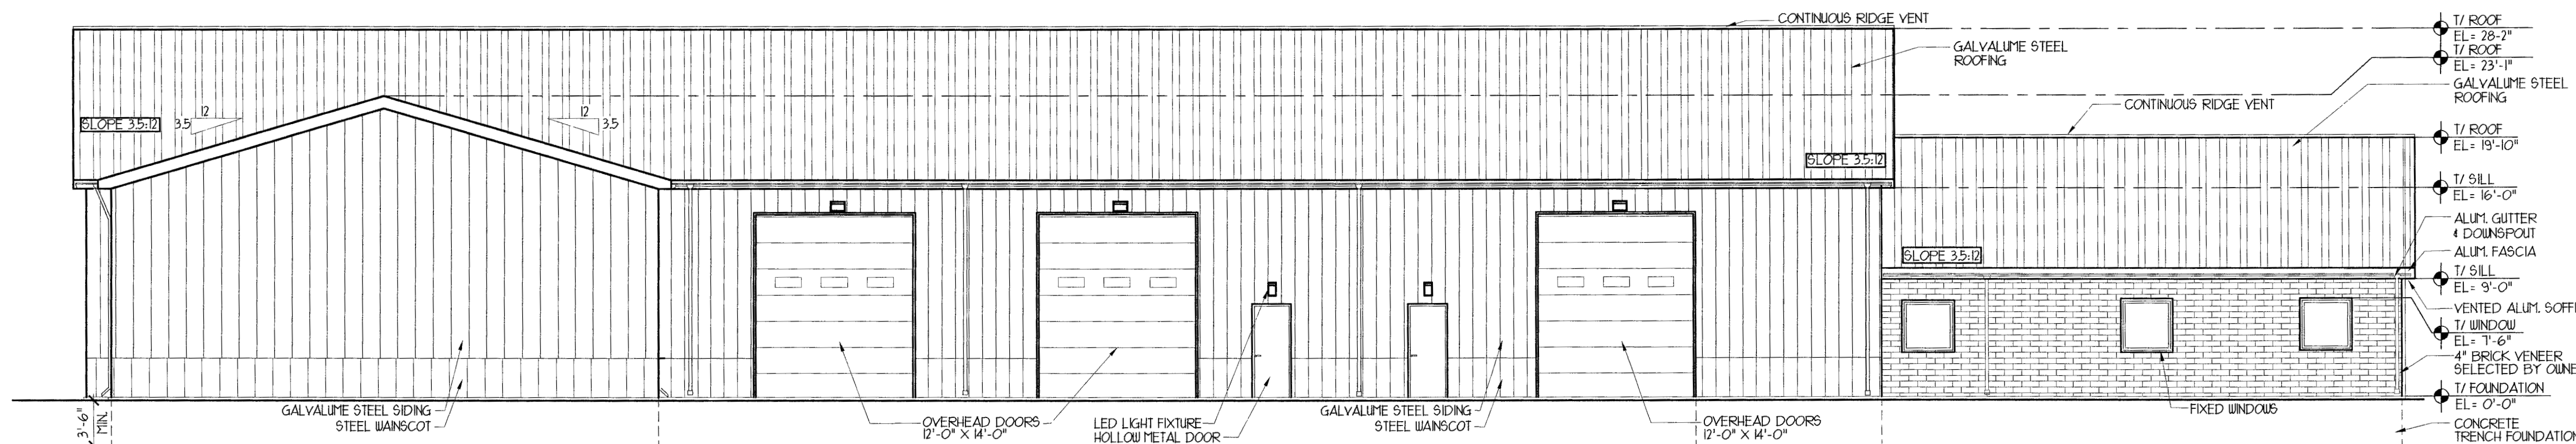 CONTINUOUS RIDGE VENT
T/ ROOF
EL= 28'-2"
T/ ROOF
EL= 23'-1"
GALVALUME STEEL
ROOFING
GALVALUME STEEL
ROOFING
CONTINUOUS RIDGE VENT
12
3.5
SLOPE 3.5:12
12
3.5
T/ ROOF
EL= 19'-10"
SLOPE 3.5:12
T/ SILL
EL= 16'-0"
ALUM. GUTTER
& DOWNSPOUT
SLOPE 3.5:12
ALUM. FASCIA
T/ SILL
EL= 9'-0"
VENTED ALUM. SOFFI
T/ WINDOW
EL= 7'-6"
4" BRICK VENEER
SELECTED BY OWNE
T/ FOUNDATION
EL= 0'-0"
3'-6"
MIN.
GALVALUME STEEL SIDING
STEEL WAINSCOT
OVERHEAD DOORS
12'-0" X 14'-0"
LED LIGHT FIXTURE
HOLLOW METAL DOOR
GALVALUME STEEL SIDING
STEEL WAINSCOT
OVERHEAD DOORS
12'-0" X 14'-0"
FIXED WINDOWS
CONCRETE
TRENCH FOUNDATION